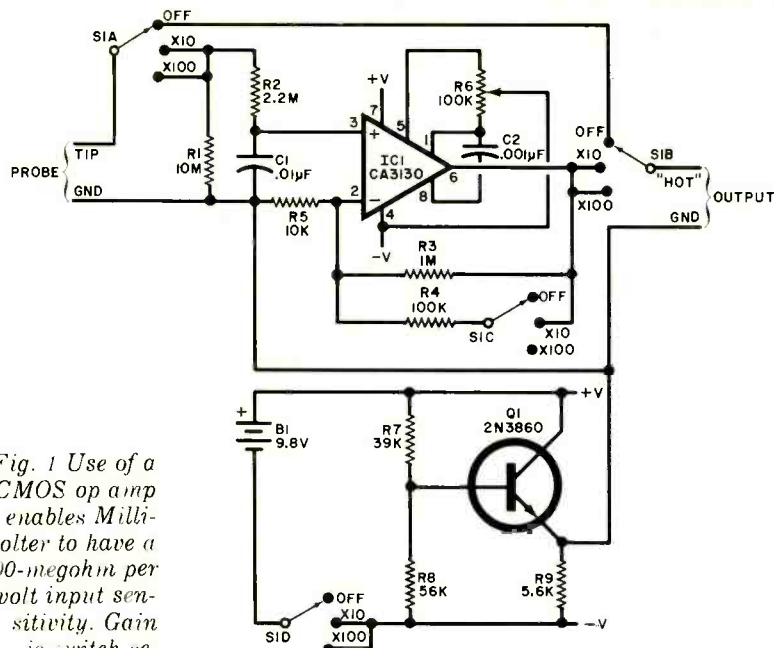 OFF
S1A
X10
X100
R2
2.2M
+V
7
R6
100K
5
3
+
IC1
CA3130
1
C2
.001µF
6
8
OFF
X10
S1B
X100
"HOT"
OUTPUT
GND
PROBE
TIP
GND
R1
10M
C1
.01µF
2
–
R5
10K
4
-V
R3
1M
R4
100K
OFF
S1C
X10
X100
+
B1
9.8V
R7
39K
Q1
2N3860
+V
R8
56K
R9
5.6K
S1D
OFF
X10
X100
-V
Fig. 1 Use of a
CMOS op amp
enables Milli-
volter to have a
00-megohm per
volt input sen-
sitivity. Gain